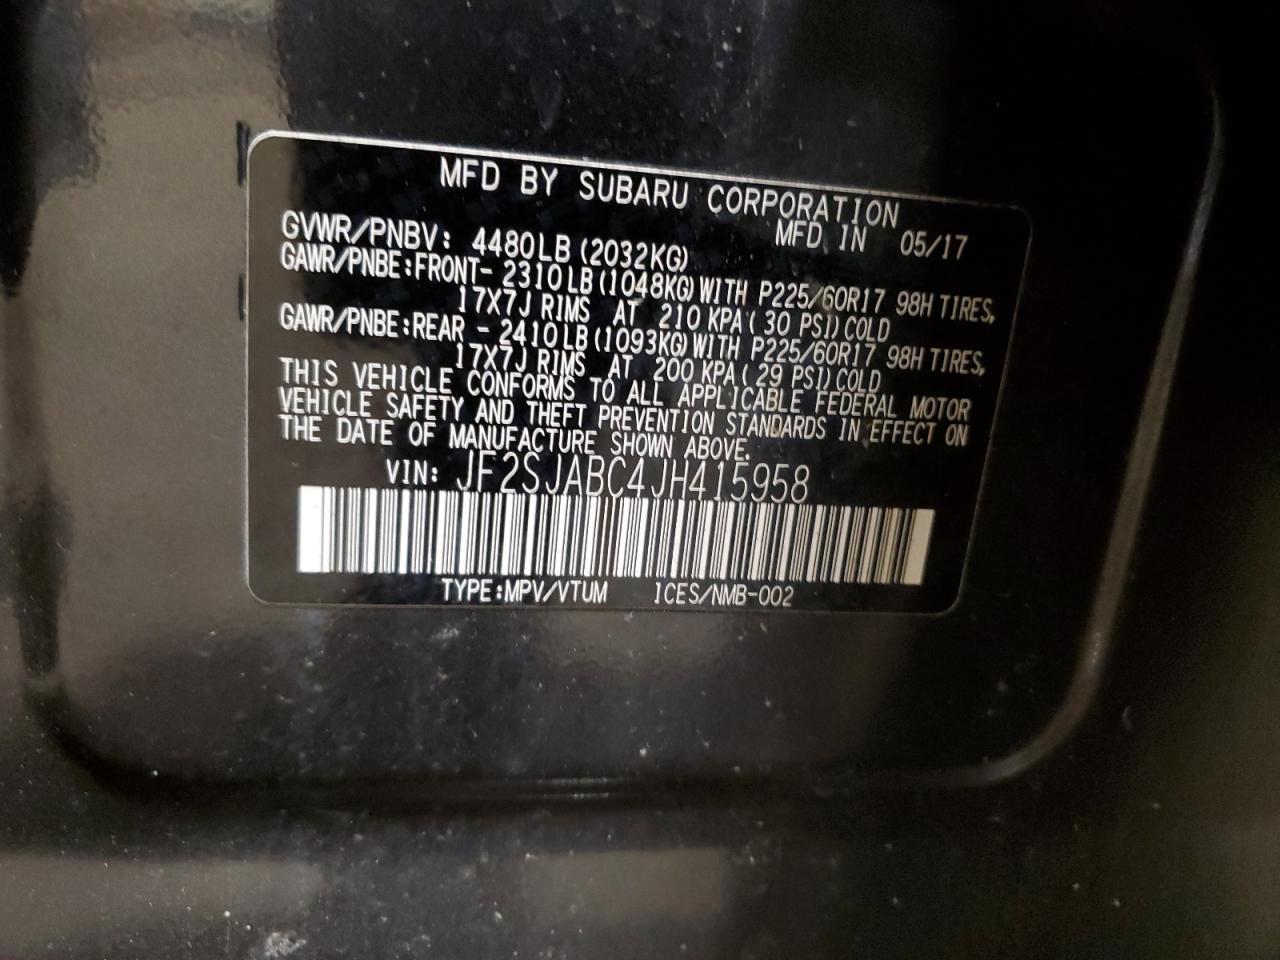 MFD BY SUBARU CORPORATION
MFD IN 05/17
GVWR/PNBV: 4480LB (2032KG)
GAWR/PNBE:FRONT- 2310LB(1048KG)WITH P225/60R17 98H TIRES,
17X7J RIMS AT 210 KPA(30 PSI)COLD
GAWR/PNBE:REAR - 2410LB(1093KG)WITH P225/60R17 98H TIRES,
17X7J RIMS AT 200 KPA(29 PSI)COLD
THIS VEHICLE CONFORMS TO ALL APPLICABLE FEDERAL MOTOR
VEHICLE SAFETY AND THEFT PREVENTION STANDARDS IN EFFECT ON
THE DATE OF MANUFACTURE SHOWN ABOVE.
VIN: JF2SJABC4JH415958
TYPE:MPV/VTUM ICES/NMB-002